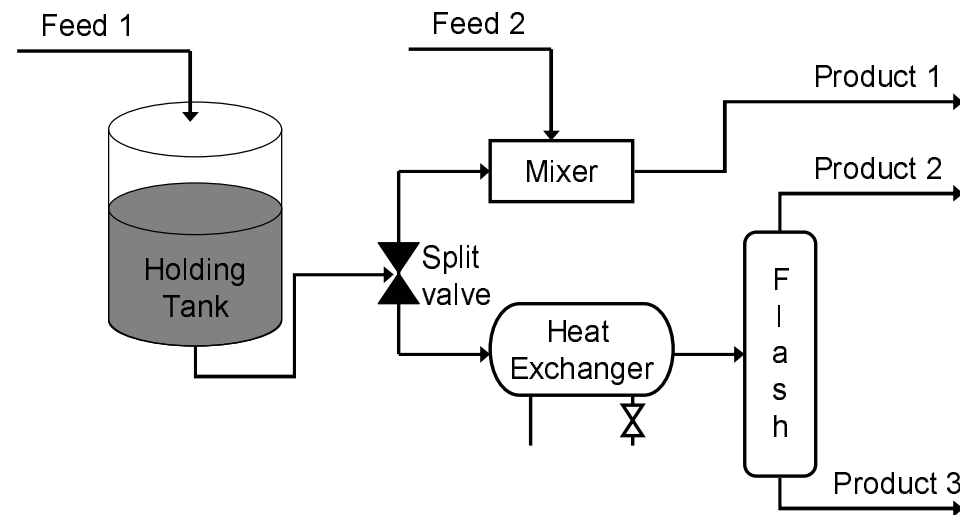 Feed 1
Feed 2
Product 1
Mixer
Product 2
Holding
Tank
Split
valve
Heat
Exchanger
F
l
a
s
h
Product 3